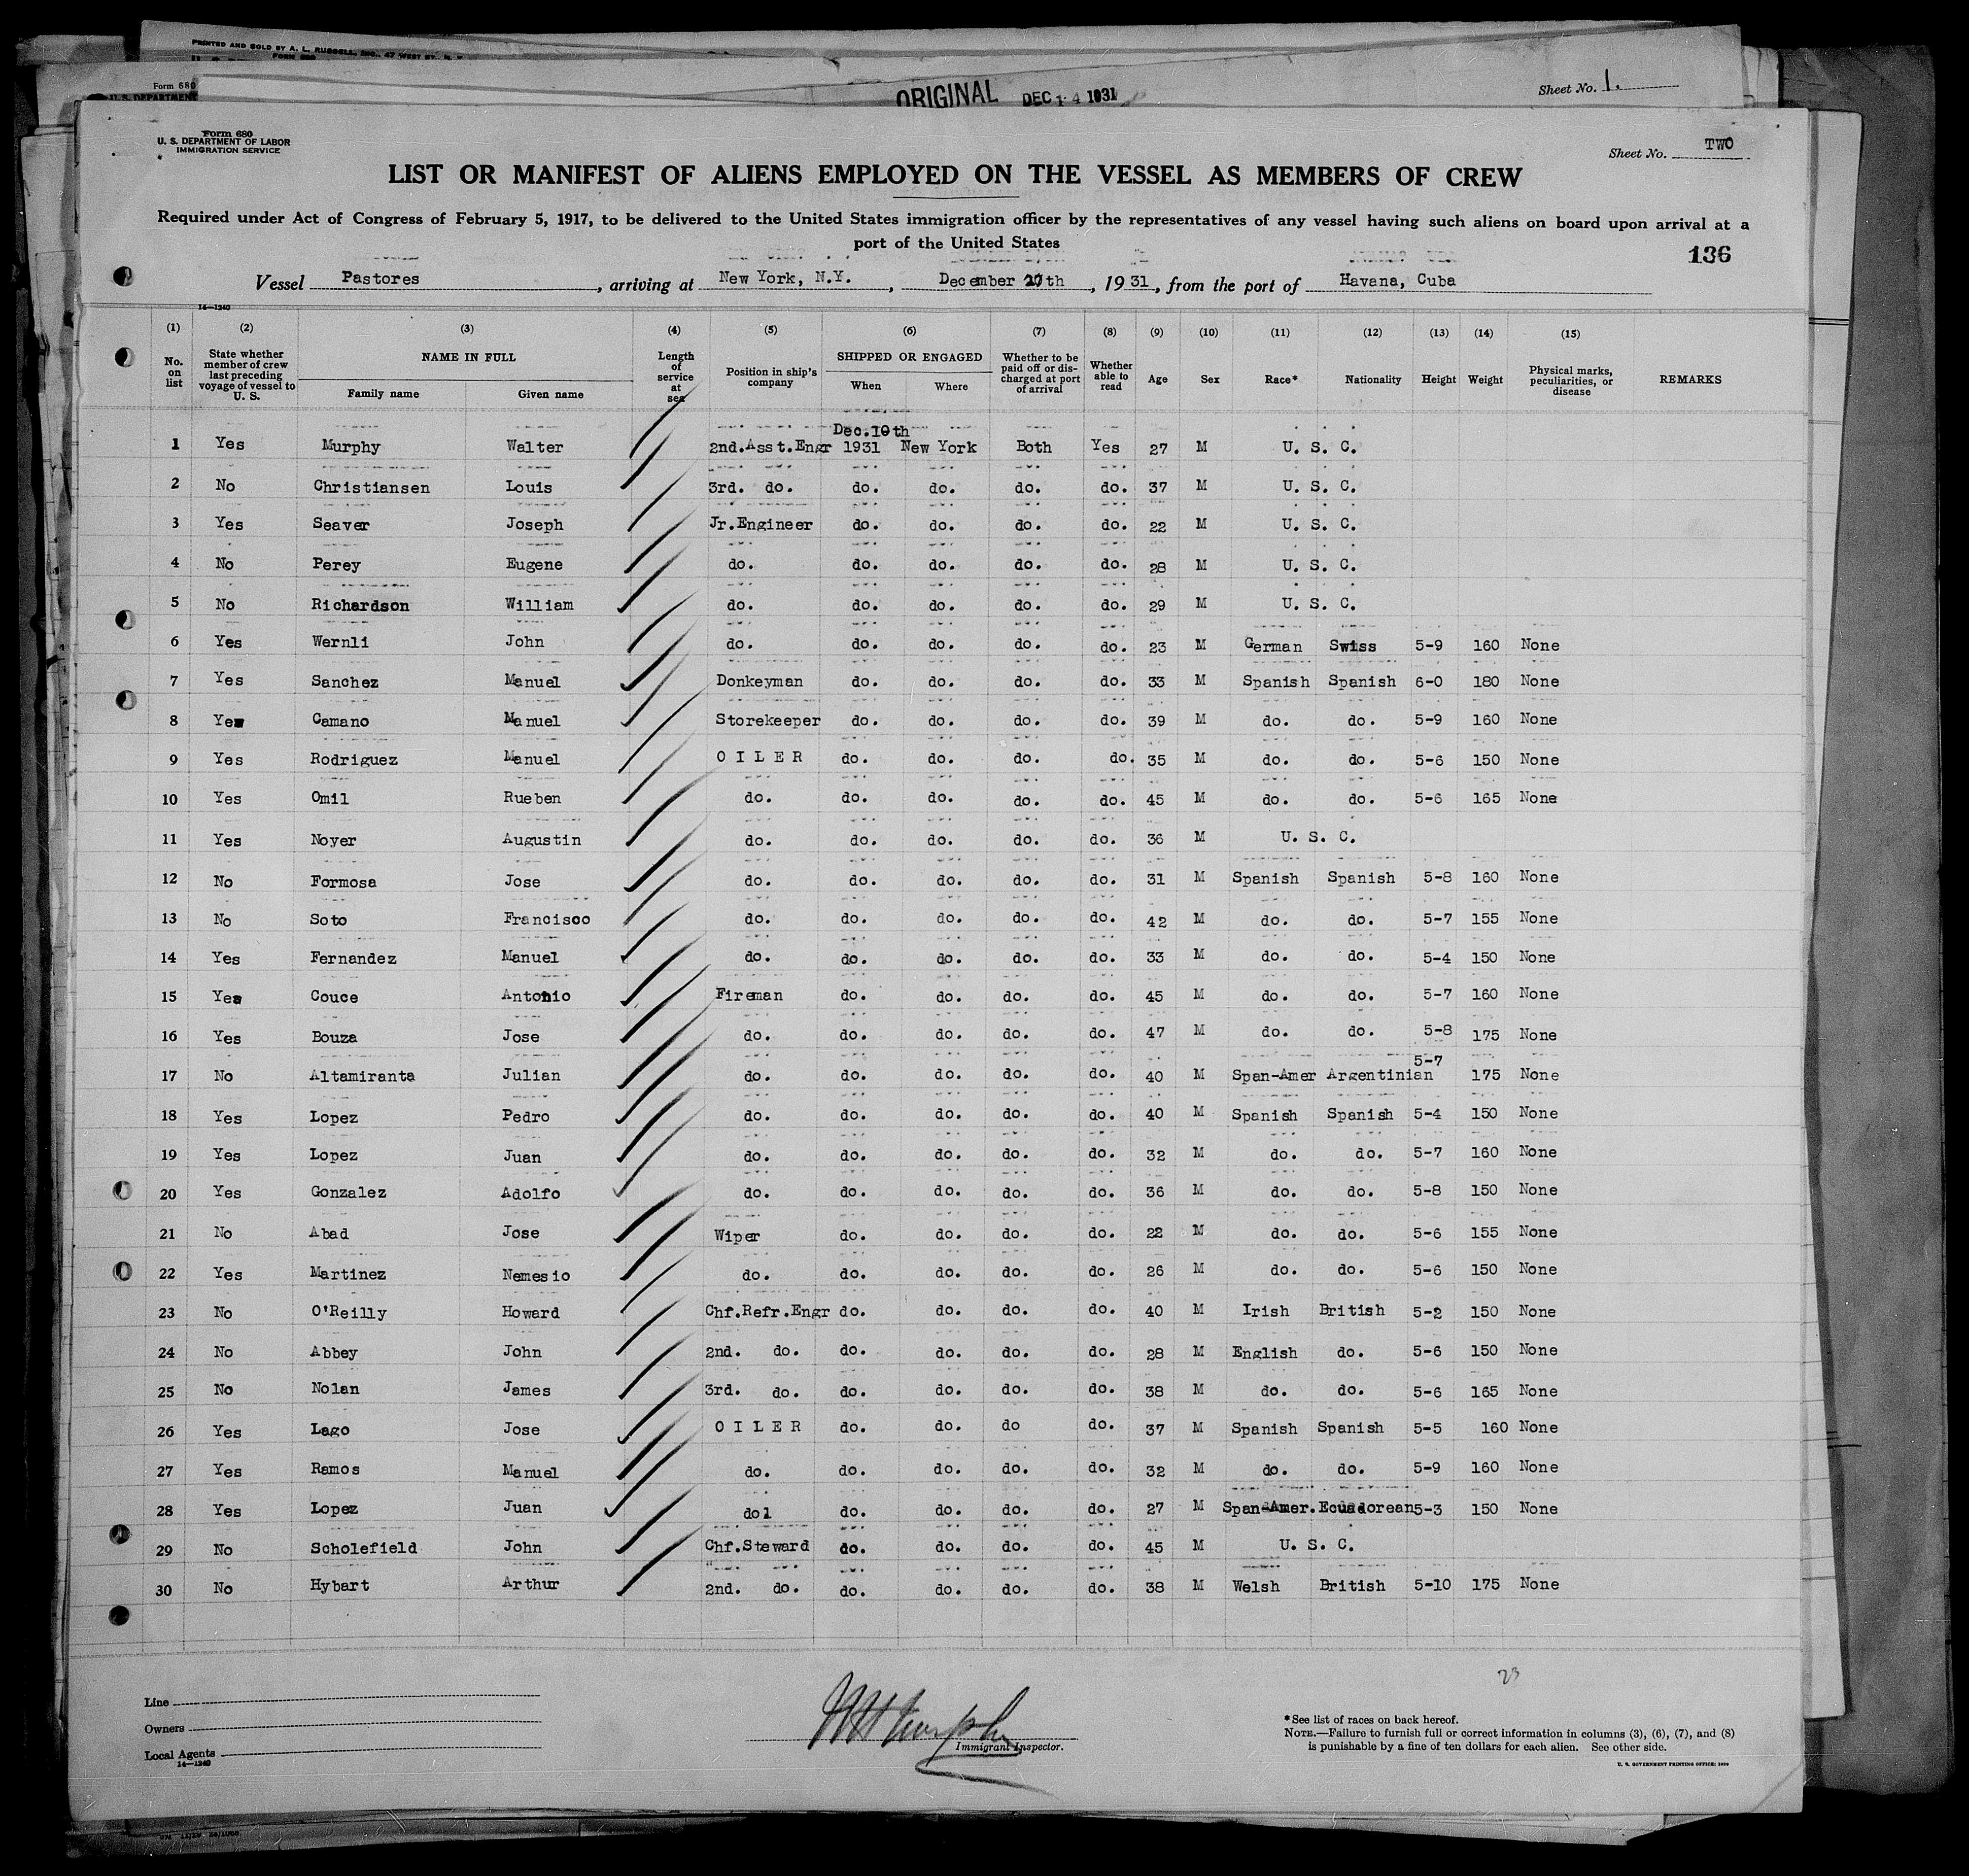 PRINTED AND SOLD BY A. L. RUSSELL, INC., 47 WEST ST., N. Y.
FORM 680
Form 680
U. S. DEPARTMENT
ORIGINAL DEC 14 1931
Sheet No. 1.
Form 680
U. S. DEPARTMENT OF LABOR
IMMIGRATION SERVICE
Sheet No. TWO
LIST OR MANIFEST OF ALIENS EMPLOYED ON THE VESSEL AS MEMBERS OF CREW
Required under Act of Congress of February 5, 1917, to be delivered to the United States immigration officer by the representatives of any vessel having such aliens on board upon arrival at a
port of the United States
136
Vessel Pastores, arriving at New York, N.Y., December 27th, 1931, from the port of Havana, Cuba
14—1240
(1) (2) (3) (4) (5) (6) (7) (8) (9) (10) (11) (12) (13) (14) (15)
No. on list State whether member of crew last preceding voyage of vessel to U. S. NAME IN FULL Family name Given name Length of service at sea Position in ship's company SHIPPED OR ENGAGED When Where Whether to be paid off or discharged at port of arrival Whether able to read Age Sex Race* Nationality Height Weight Physical marks, peculiarities, or disease REMARKS
Dec.10th
1 Yes Murphy Walter 2nd.Asst.Engr 1931 New York Both Yes 27 M U. S. C.
2 No Christiansen Louis 3rd. do. do. do. do. do. 37 M U. S. C.
3 Yes Seaver Joseph Jr.Engineer do. do. do. do. 22 M U. S. C.
4 No Perey Eugene do. do. do. do. do. 28 M U. S. C.
5 No Richardson William do. do. do. do. do. 29 M U. S. C.
6 Yes Wernli John do. do. do. do. do. 23 M German Swiss 5-9 160 None
7 Yes Sanchez Manuel Donkeyman do. do. do. do. 33 M Spanish Spanish 6-0 180 None
8 Yes Camano Manuel Storekeeper do. do. do. do. 39 M do. do. 5-9 160 None
9 Yes Rodriguez Manuel O I L E R do. do. do. do. 35 M do. do. 5-6 150 None
10 Yes Omil Rueben do. do. do. do. do. 45 M do. do. 5-6 165 None
11 Yes Noyer Augustin do. do. do. do. do. 36 M U. S. C.
12 No Formosa Jose do. do. do. do. do. 31 M Spanish Spanish 5-8 160 None
13 No Soto Francisco do. do. do. do. do. 42 M do. do. 5-7 155 None
14 Yes Fernandez Manuel do. do. do. do. do. 33 M do. do. 5-4 150 None
15 Yes Couce Antonio Fireman do. do. do. do. 45 M do. do. 5-7 160 None
16 Yes Bouza Jose do. do. do. do. do. 47 M do. do. 5-8 175 None
17 No Altamiranta Julian do. do. do. do. do. 40 M Span-Amer Argentinian 5-7 175 None
18 Yes Lopez Pedro do. do. do. do. do. 40 M Spanish Spanish 5-4 150 None
19 Yes Lopez Juan do. do. do. do. do. 32 M do. do. 5-7 160 None
20 Yes Gonzalez Adolfo do. do. do. do. do. 36 M do. do. 5-8 150 None
21 No Abad Jose Wiper do. do. do. do. 22 M do. do. 5-6 155 None
22 Yes Martinez Nemesio do. do. do. do. do. 26 M do. do. 5-6 150 None
23 No O'Reilly Howard Chf.Refr.Engr do. do. do. do. 40 M Irish British 5-2 150 None
24 No Abbey John 2nd. do. do. do. do. do. 28 M English do. 5-6 150 None
25 No Nolan James 3rd. do. do. do. do. do. 38 M do. do. 5-6 165 None
26 Yes Lago Jose O I L E R do. do. do do. 37 M Spanish Spanish 5-5 160 None
27 Yes Ramos Manuel do. do. do. do. do. 32 M do. do. 5-9 160 None
28 Yes Lopez Juan dol do. do. do. do. 27 M Span-Amer. Ecuadorean 5-3 150 None
29 No Scholefield John Chf.Steward do. do. do. do. 45 M U. S. C.
30 No Hybart Arthur 2nd. do. do. do. do. do. 38 M Welsh British 5-10 175 None
23
Line
Owners
Local Agents
14—1240
Immigrant Inspector.
*See list of races on back hereof.
NOTE.—Failure to furnish full or correct information in columns (3), (6), (7), and (8)
is punishable by a fine of ten dollars for each alien. See other side.
U. S. GOVERNMENT PRINTING OFFICE: 1929